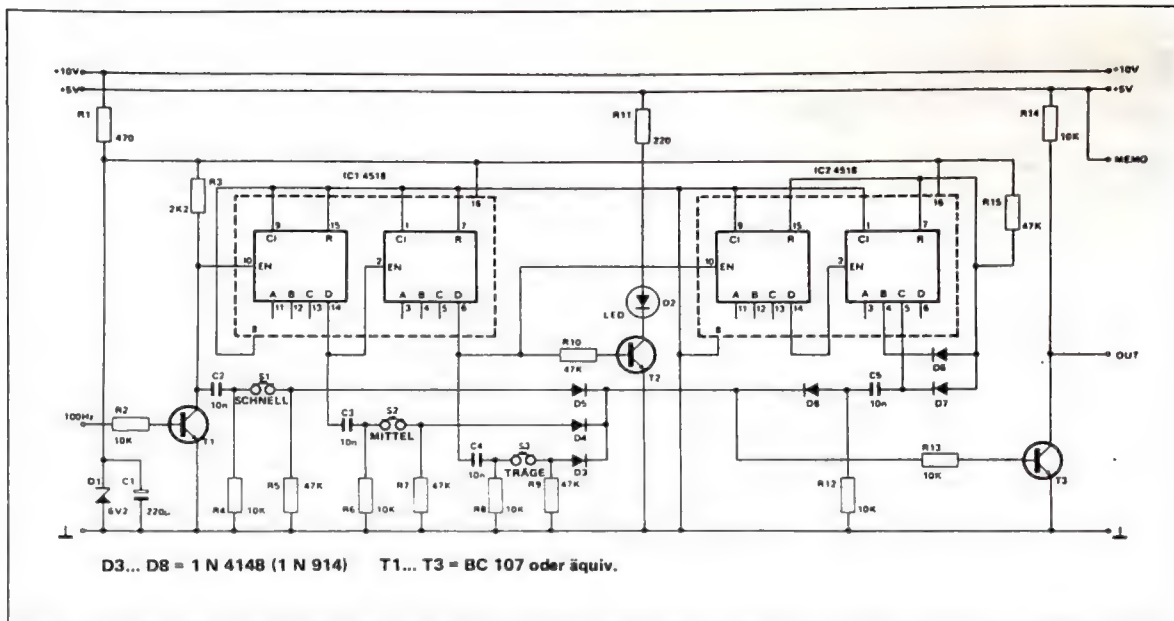 +10V +10V
+5V +5V
R1 R11 R14
470 220 10K
MEMO
R3 IC1 4518 IC2 4518
2K2 16 16 R15
9 15 1 7 9 15 1 7 47K
CI R CI R CI R CI R
10 EN 2 EN 10 EN 2 EN
A B C D A B C D D2 A B C D A B C D
11 12 13 14 3 4 5 6 LED 11 12 13 14 3 4 5 6
8 8
R10 OUT
47K T2 D8
C2 S1 C5
10n SCHNELL D5 D6 10n D7
100Hz R2 C3 S2
10K T1 10n MITTEL D4
C4 S3 R13
10n TRÄGE D3 10K T3
D1 C1 R5 47K R7 47K R9 47K R12
6V2 220µ R4 10K R6 10K R8 10K 10K
D3... D8 = 1 N 4148 (1 N 914) T1... T3 = BC 107 oder äquiv.